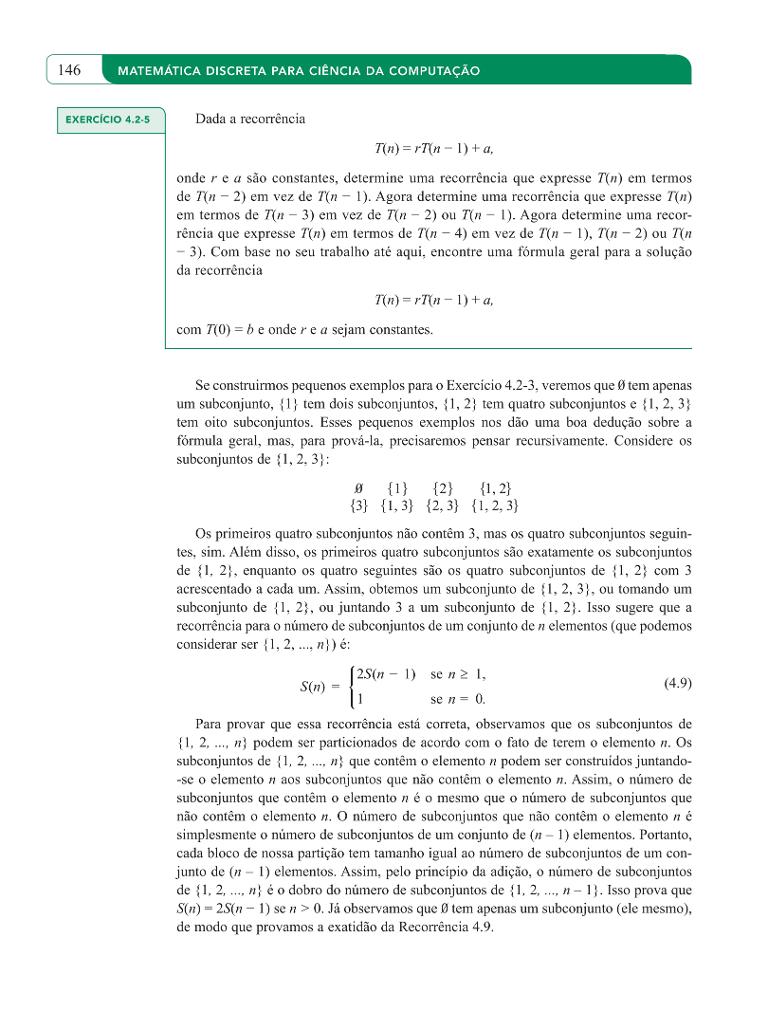 146
MATEMÁTICA DISCRETA PARA CIÊNCIA DA COMPUTAÇÃO
EXERCÍCIO 4.2-5
Dada a recorrência
T(n) = rT(n − 1) + a,
onde r e a são constantes, determine uma recorrência que expresse T(n) em termos
de T(n − 2) em vez de T(n − 1). Agora determine uma recorrência que expresse T(n)
em termos de T(n − 3) em vez de T(n − 2) ou T(n − 1). Agora determine uma recor-
rência que expresse T(n) em termos de T(n − 4) em vez de T(n − 1), T(n − 2) ou T(n
− 3). Com base no seu trabalho até aqui, encontre uma fórmula geral para a solução
da recorrência
T(n) = rT(n − 1) + a,
com T(0) = b e onde r e a sejam constantes.
Se construirmos pequenos exemplos para o Exercício 4.2-3, veremos que Ø tem apenas
um subconjunto, {1} tem dois subconjuntos, {1, 2} tem quatro subconjuntos e {1, 2, 3}
tem oito subconjuntos. Esses pequenos exemplos nos dão uma boa dedução sobre a
fórmula geral, mas, para prová-la, precisaremos pensar recursivamente. Considere os
subconjuntos de {1, 2, 3}:
Ø {1} {2} {1, 2}
{3} {1, 3} {2, 3} {1, 2, 3}
Os primeiros quatro subconjuntos não contêm 3, mas os quatro subconjuntos seguin-
tes, sim. Além disso, os primeiros quatro subconjuntos são exatamente os subconjuntos
de {1, 2}, enquanto os quatro seguintes são os quatro subconjuntos de {1, 2} com 3
acrescentado a cada um. Assim, obtemos um subconjunto de {1, 2, 3}, ou tomando um
subconjunto de {1, 2}, ou juntando 3 a um subconjunto de {1, 2}. Isso sugere que a
recorrência para o número de subconjuntos de um conjunto de n elementos (que podemos
considerar ser {1, 2, ..., n}) é:
2S(n − 1) se n ≥ 1,
S(n) = {
(4.9)
1 se n = 0.
Para provar que essa recorrência está correta, observamos que os subconjuntos de
{1, 2, ..., n} podem ser particionados de acordo com o fato de terem o elemento n. Os
subconjuntos de {1, 2, ..., n} que contêm o elemento n podem ser construídos juntando-
-se o elemento n aos subconjuntos que não contêm o elemento n. Assim, o número de
subconjuntos que contêm o elemento n é o mesmo que o número de subconjuntos que
não contêm o elemento n. O número de subconjuntos que não contêm o elemento n é
simplesmente o número de subconjuntos de um conjunto de (n – 1) elementos. Portanto,
cada bloco de nossa partição tem tamanho igual ao número de subconjuntos de um con-
junto de (n – 1) elementos. Assim, pelo princípio da adição, o número de subconjuntos
de {1, 2, ..., n} é o dobro do número de subconjuntos de {1, 2, ..., n – 1}. Isso prova que
S(n) = 2S(n − 1) se n > 0. Já observamos que Ø tem apenas um subconjunto (ele mesmo),
de modo que provamos a exatidão da Recorrência 4.9.